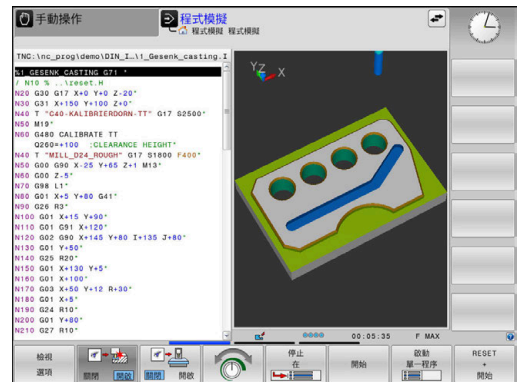 手動操作
程式模擬
程式模擬 程式模擬
TNC:\nc_prog\demo\DIN_I…\1_Gesenk_casting.I
%1_GESENK_CASTING G71 *
/ N10 % ..\reset.H
N20 G30 G17 X+0 Y+0 Z-20*
N30 G31 X+150 Y+100 Z+0*
N40 T "C40-KALIBRIERDORN-TT" G17 S2500*
N50 M19*
N60 G480 CALIBRATE TT
Q260=+100 ;CLEARANCE HEIGHT*
N40 T "MILL_D24_ROUGH" G17 S1800 F400*
N50 G00 G90 X-25 Y+65 Z+1 M13*
N60 G00 Z-5*
N70 G98 L1*
N80 G01 X+5 Y+80 G41*
N90 G26 R3*
N100 G01 X+15 Y+90*
N110 G01 G91 X+120*
N120 G02 G90 X+145 Y+80 I+135 J+80*
N130 G01 Y+50*
N140 G25 R20*
N150 G01 X+130 Y+5*
N160 G01 X+100*
N170 G03 X+50 Y+12 R+30*
N180 G01 X+5*
N190 G24 R10*
N200 G01 Y+80*
N210 G27 R10*
Y Z X
00:05:35 F MAX
檢視
選項
關閉 開啟
關閉 開啟
停止
在
開始
啟動
單一程序
RESET
+
開始